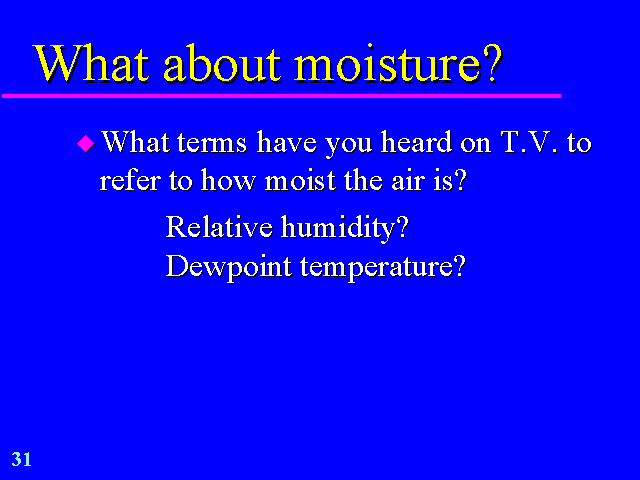 What about moisture?
What terms have you heard on T.V. to
refer to how moist the air is?
Relative humidity?
Dewpoint temperature?
31